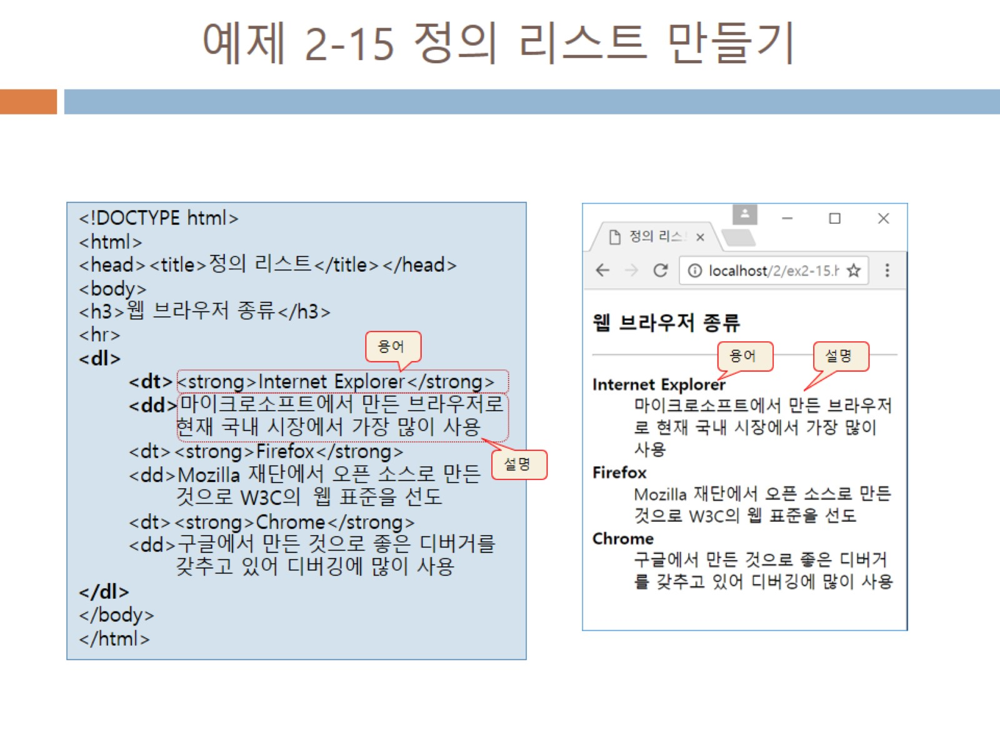 예제 2-15 정의 리스트 만들기
<!DOCTYPE html>
<html>
<head><title>정의 리스트</title></head>
<body>
<h3>웹 브라우저 종류</h3>
<hr>
용어
<dl>
<dt><strong>Internet Explorer</strong>
<dd>마이크로소프트에서 만든 브라우저로
현재 국내 시장에서 가장 많이 사용
<dt><strong>Firefox</strong>
설명
<dd>Mozilla 재단에서 오픈 소스로 만든
것으로 W3C의 웹 표준을 선도
<dt><strong>Chrome</strong>
<dd>구글에서 만든 것으로 좋은 디버거를
갖추고 있어 디버깅에 많이 사용
</dl>
</body>
</html>
정의 리스
localhost/2/ex2-15.h
웹 브라우저 종류
용어
설명
Internet Explorer
마이크로소프트에서 만든 브라우저
로 현재 국내 시장에서 가장 많이
사용
Firefox
Mozilla 재단에서 오픈 소스로 만든
것으로 W3C의 웹 표준을 선도
Chrome
구글에서 만든 것으로 좋은 디버거
를 갖추고 있어 디버깅에 많이 사용